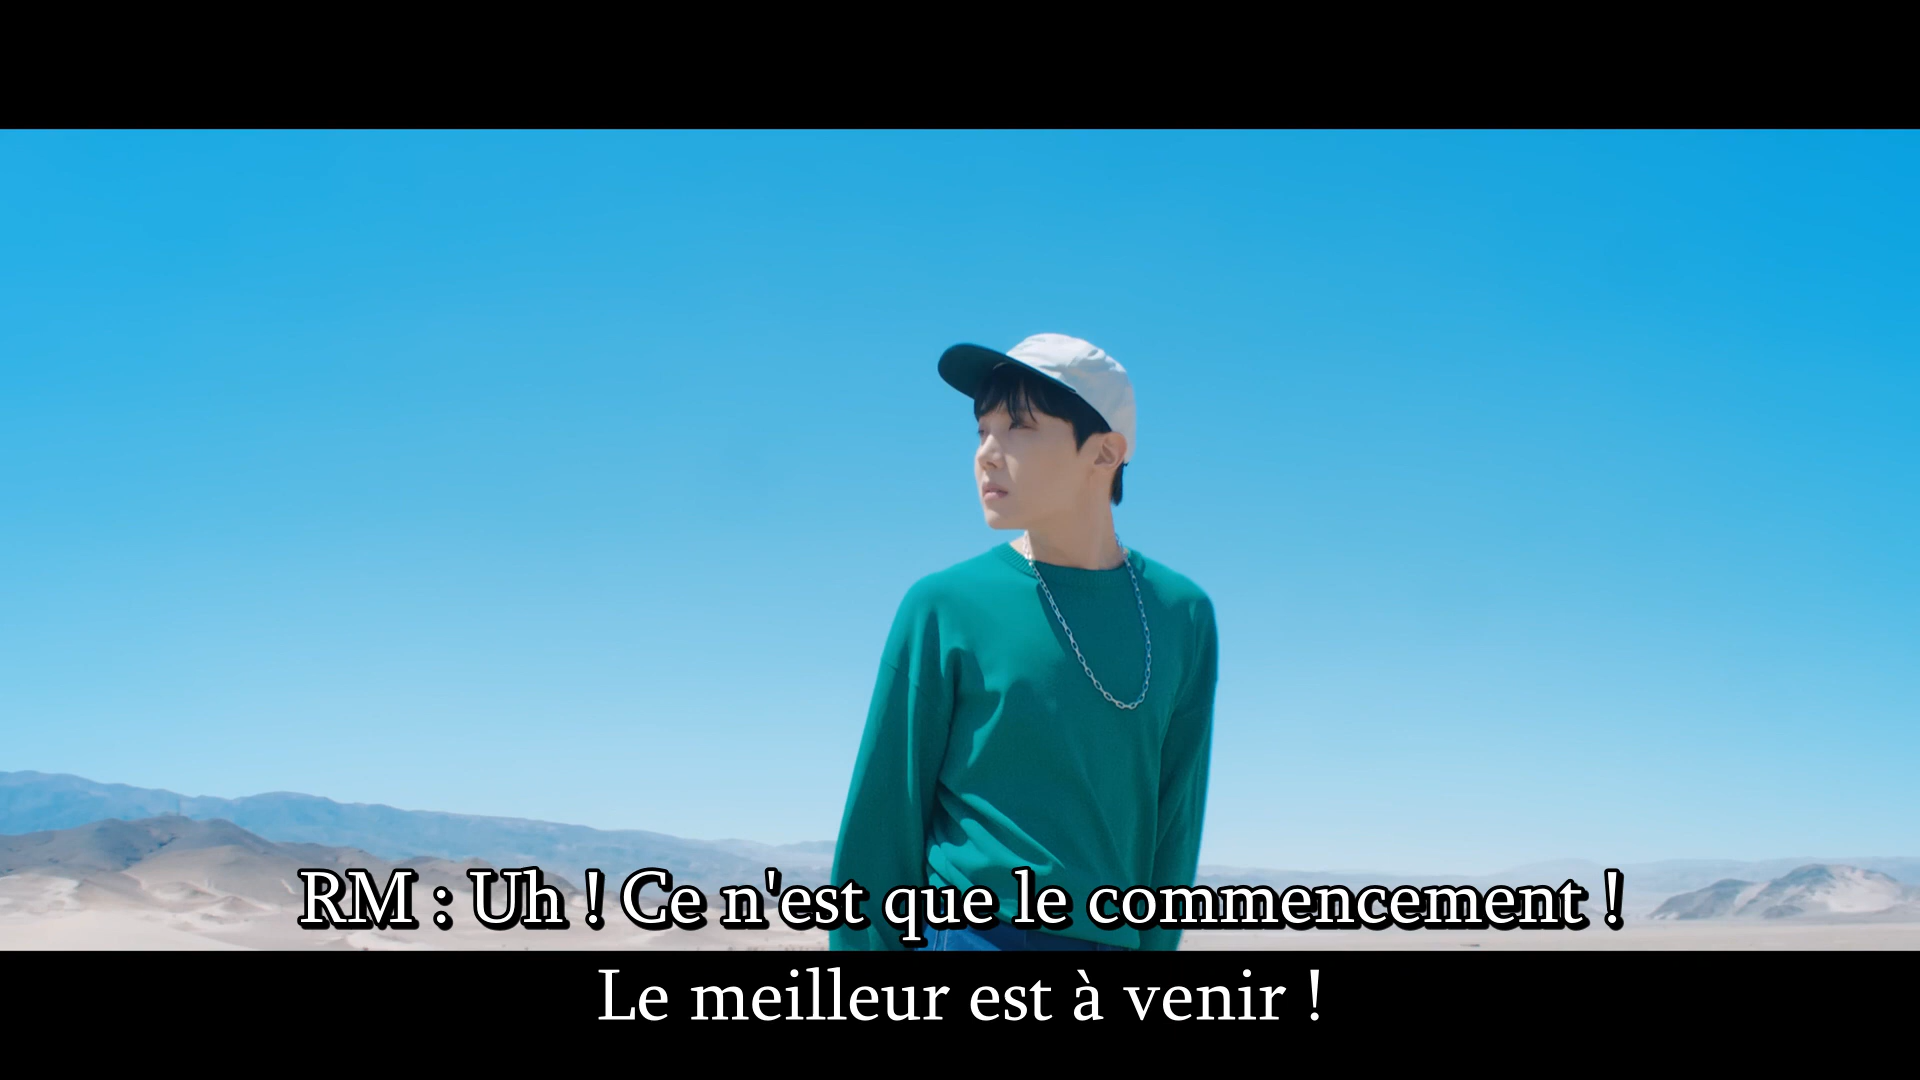 RM : Uh ! Ce n'est que le commencement !
Le meilleur est à venir !